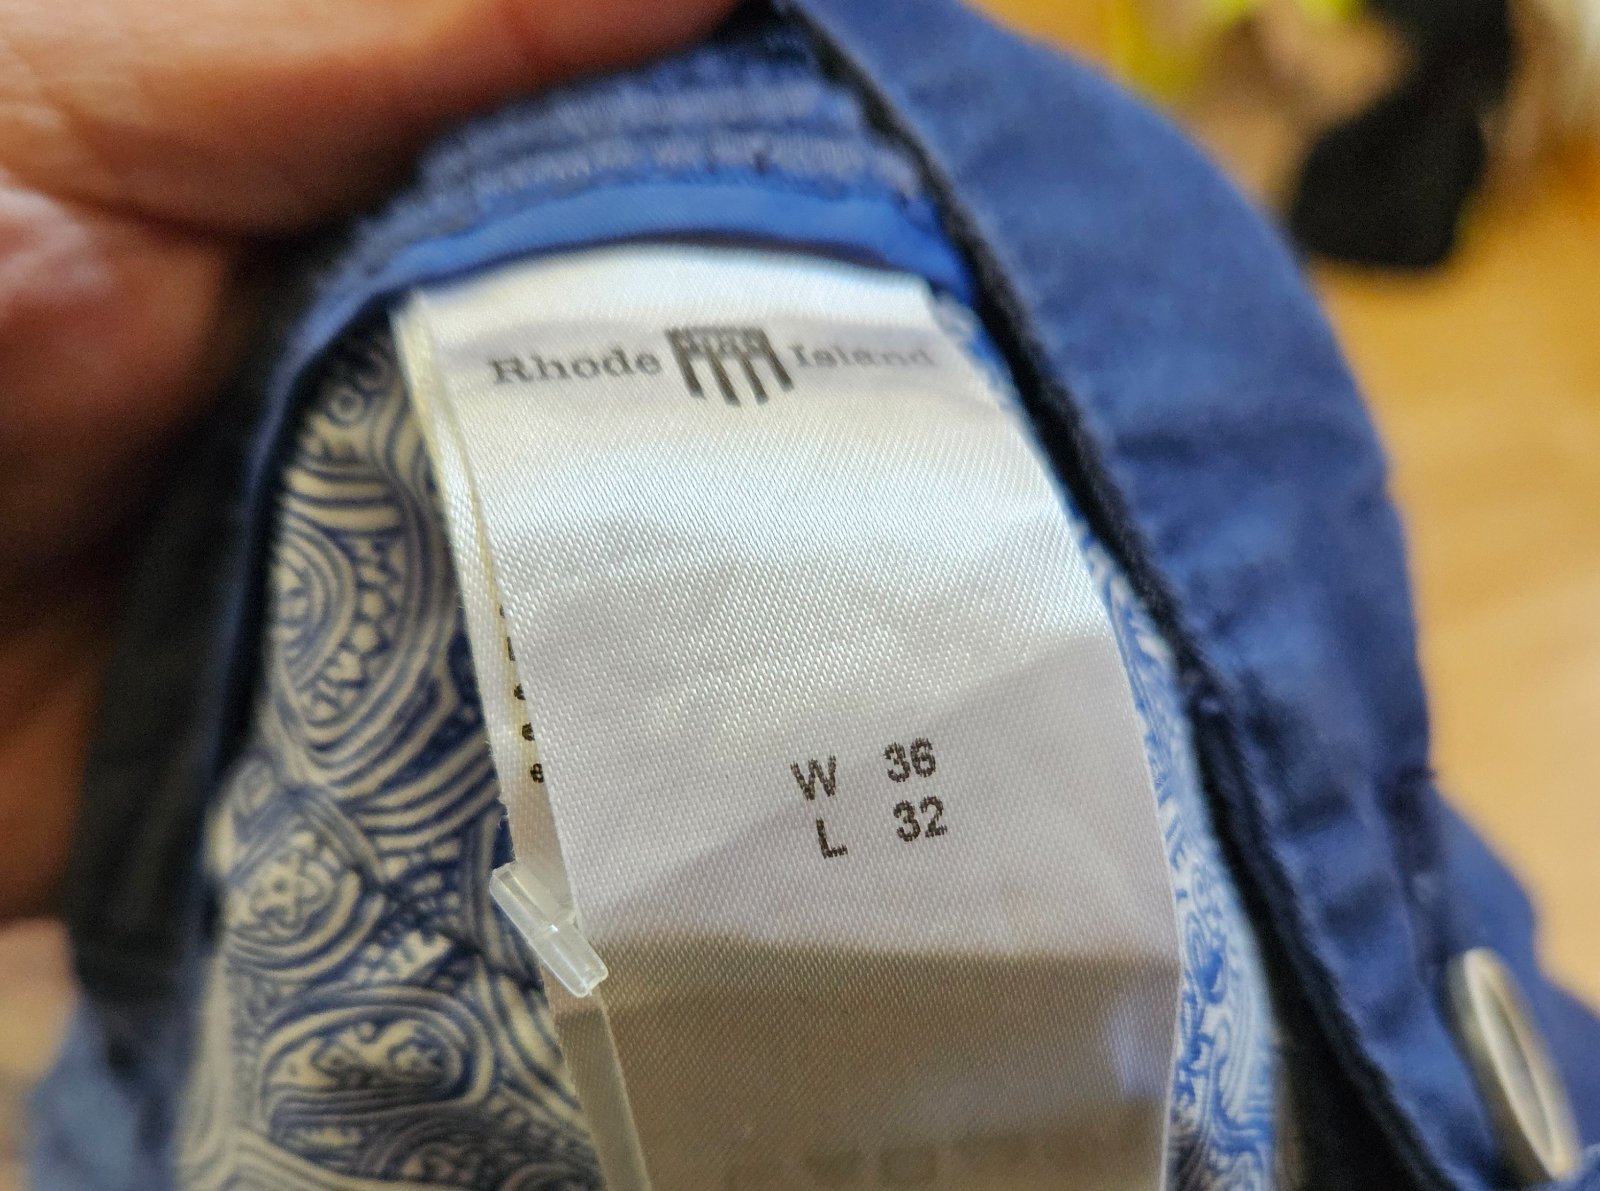 Rhode Island
W 36
L 32